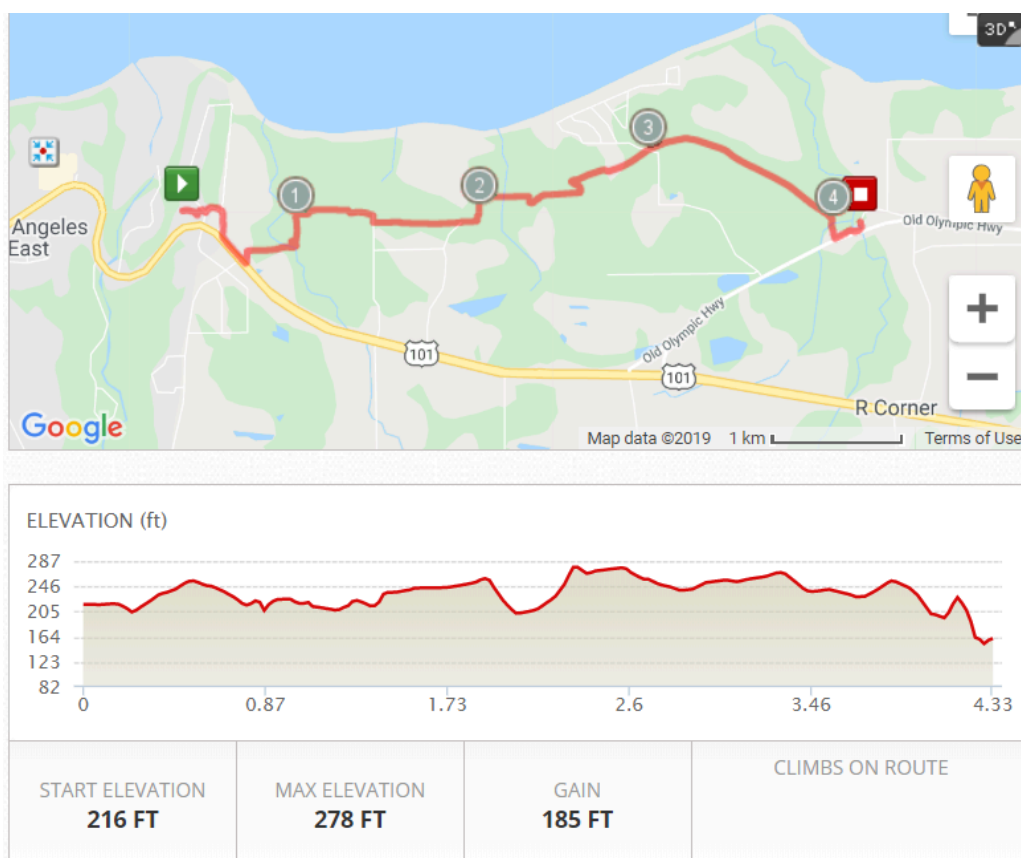 3D
1
2
3
4
Angeles
East
Old Olympic Hwy
Old Olympic Hwy
101
101
R Corner
+
−
Google
Map data ©2019 1 km Terms of Use
ELEVATION (ft)
287
246
205
164
123
82
0 0.87 1.73 2.6 3.46 4.33
START ELEVATION
216 FT
MAX ELEVATION
278 FT
GAIN
185 FT
CLIMBS ON ROUTE